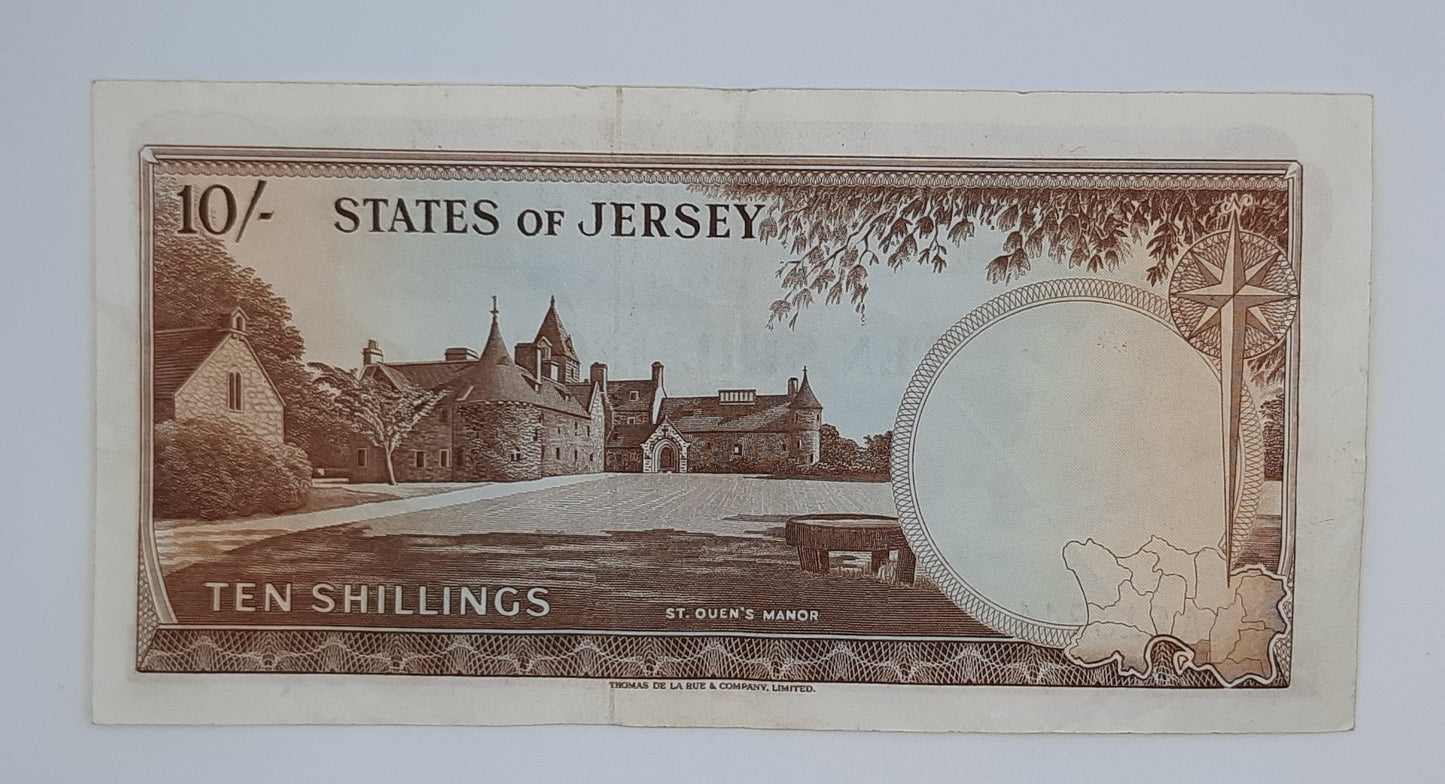 10/- STATES OF JERSEY
TEN SHILLINGS
ST. OUEN'S MANOR
THOMAS DE LA RUE & COMPANY, LIMITED.